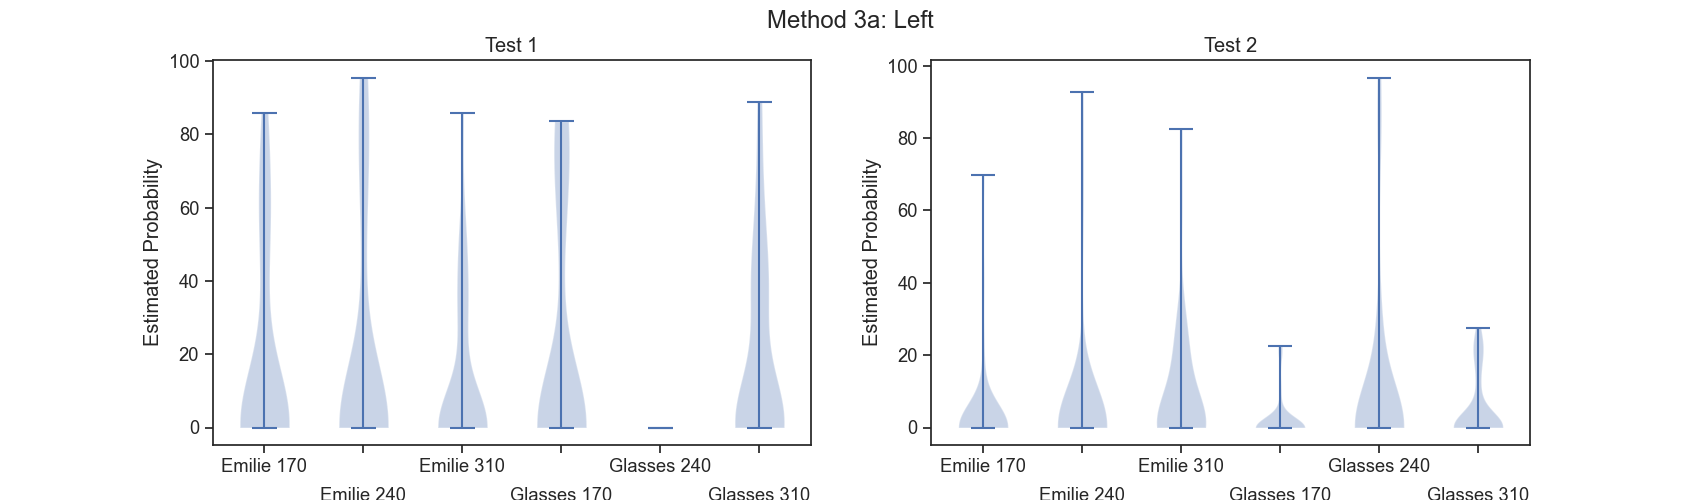 Method 3a: Left
Test 1
Estimated Probability
100
80
60
40
20
0
Emilie 170
Emilie 310
Glasses 240
Emilie 240
Glasses 170
Glasses 310
Test 2
Estimated Probability
100
80
60
40
20
0
Emilie 170
Emilie 310
Glasses 240
Emilie 240
Glasses 170
Glasses 310